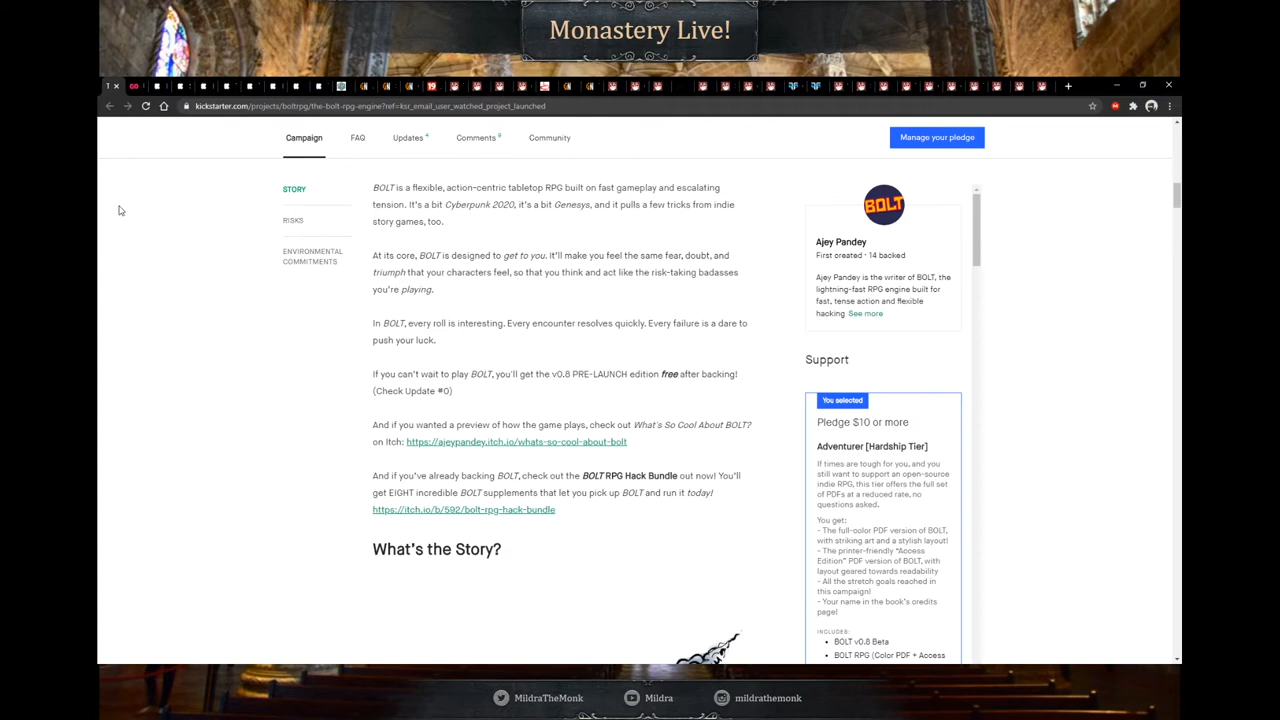 Monastery Live!
kickstarter.com/projects/boltrpg/the-bolt-rpg-engine?ref=ksr_email_user_watched_project_launched
Campaign
FAQ
Updates 4
Comments 9
Community
Manage your pledge
STORY
RISKS
ENVIRONMENTAL
COMMITMENTS
BOLT is a flexible, action-centric tabletop RPG built on fast gameplay and escalating
tension. It's a bit Cyberpunk 2020, it's a bit Genesys, and it pulls a few tricks from indie
story games, too.
At its core, BOLT is designed to get to you. It'll make you feel the same fear, doubt, and
triumph that your characters feel, so that you think and act like the risk-taking badasses
you're playing.
In BOLT, every roll is interesting. Every encounter resolves quickly. Every failure is a dare to
push your luck.
If you can't wait to play BOLT, you'll get the v0.8 PRE-LAUNCH edition free after backing!
(Check Update #0)
And if you wanted a preview of how the game plays, check out What's So Cool About BOLT?
on Itch: https://ajeypandey.itch.io/whats-so-cool-about-bolt
And if you've already backing BOLT, check out the BOLT RPG Hack Bundle out now! You'll
get EIGHT incredible BOLT supplements that let you pick up BOLT and run it today!
https://itch.io/b/592/bolt-rpg-hack-bundle
What's the Story?
BOLT
Ajey Pandey
First created · 14 backed
Ajey Pandey is the writer of BOLT, the
lightning-fast RPG engine built for
fast, tense action and flexible
hacking See more
Support
You selected
Pledge $10 or more
Adventurer [Hardship Tier]
If times are tough for you, and you
still want to support an open-source
indie RPG, this tier offers the full set
of PDFs at a reduced rate, no
questions asked.
You get:
- The full-color PDF version of BOLT,
with striking art and a stylish layout!
- The printer-friendly "Access
Edition" PDF version of BOLT, with
layout geared towards readability
- All the stretch goals reached in
this campaign!
- Your name in the book's credits
page!
INCLUDES:
• BOLT v0.8 Beta
• BOLT RPG (Color PDF + Access
MildraTheMonk
Mildra
mildrathemonk